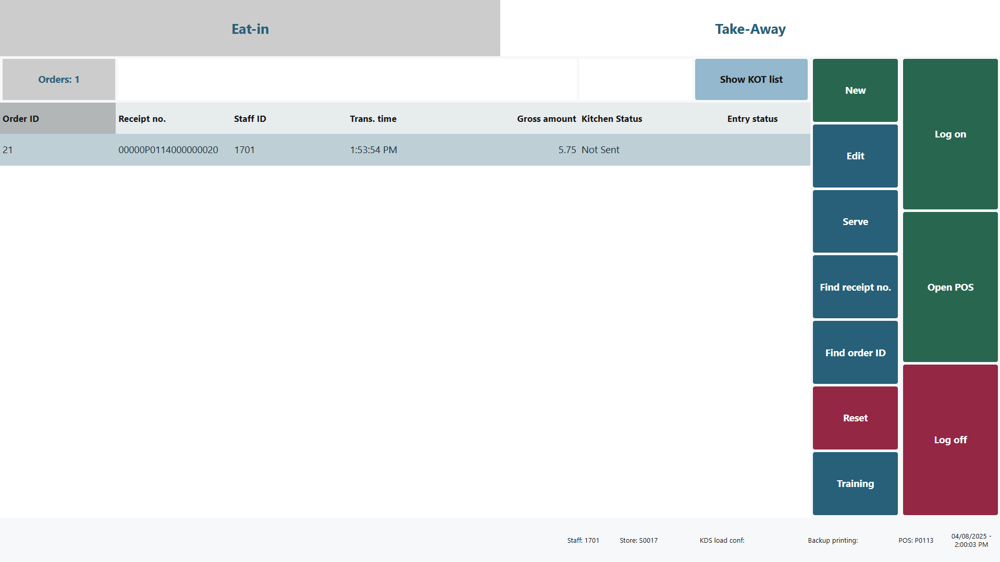 Eat-in
Take-Away
Orders: 1
Show KOT list
Order ID Receipt no. Staff ID Trans. time Gross amount Kitchen Status Entry status
21 00000P0114000000020 1701 1:53:54 PM 5.75 Not Sent
New
Edit
Serve
Find receipt no.
Find order ID
Reset
Training
Log on
Open POS
Log off
Staff: 1701
Store: S0017
KDS load conf:
Backup printing:
POS: P0113
04/08/2025 -
2:00:03 PM